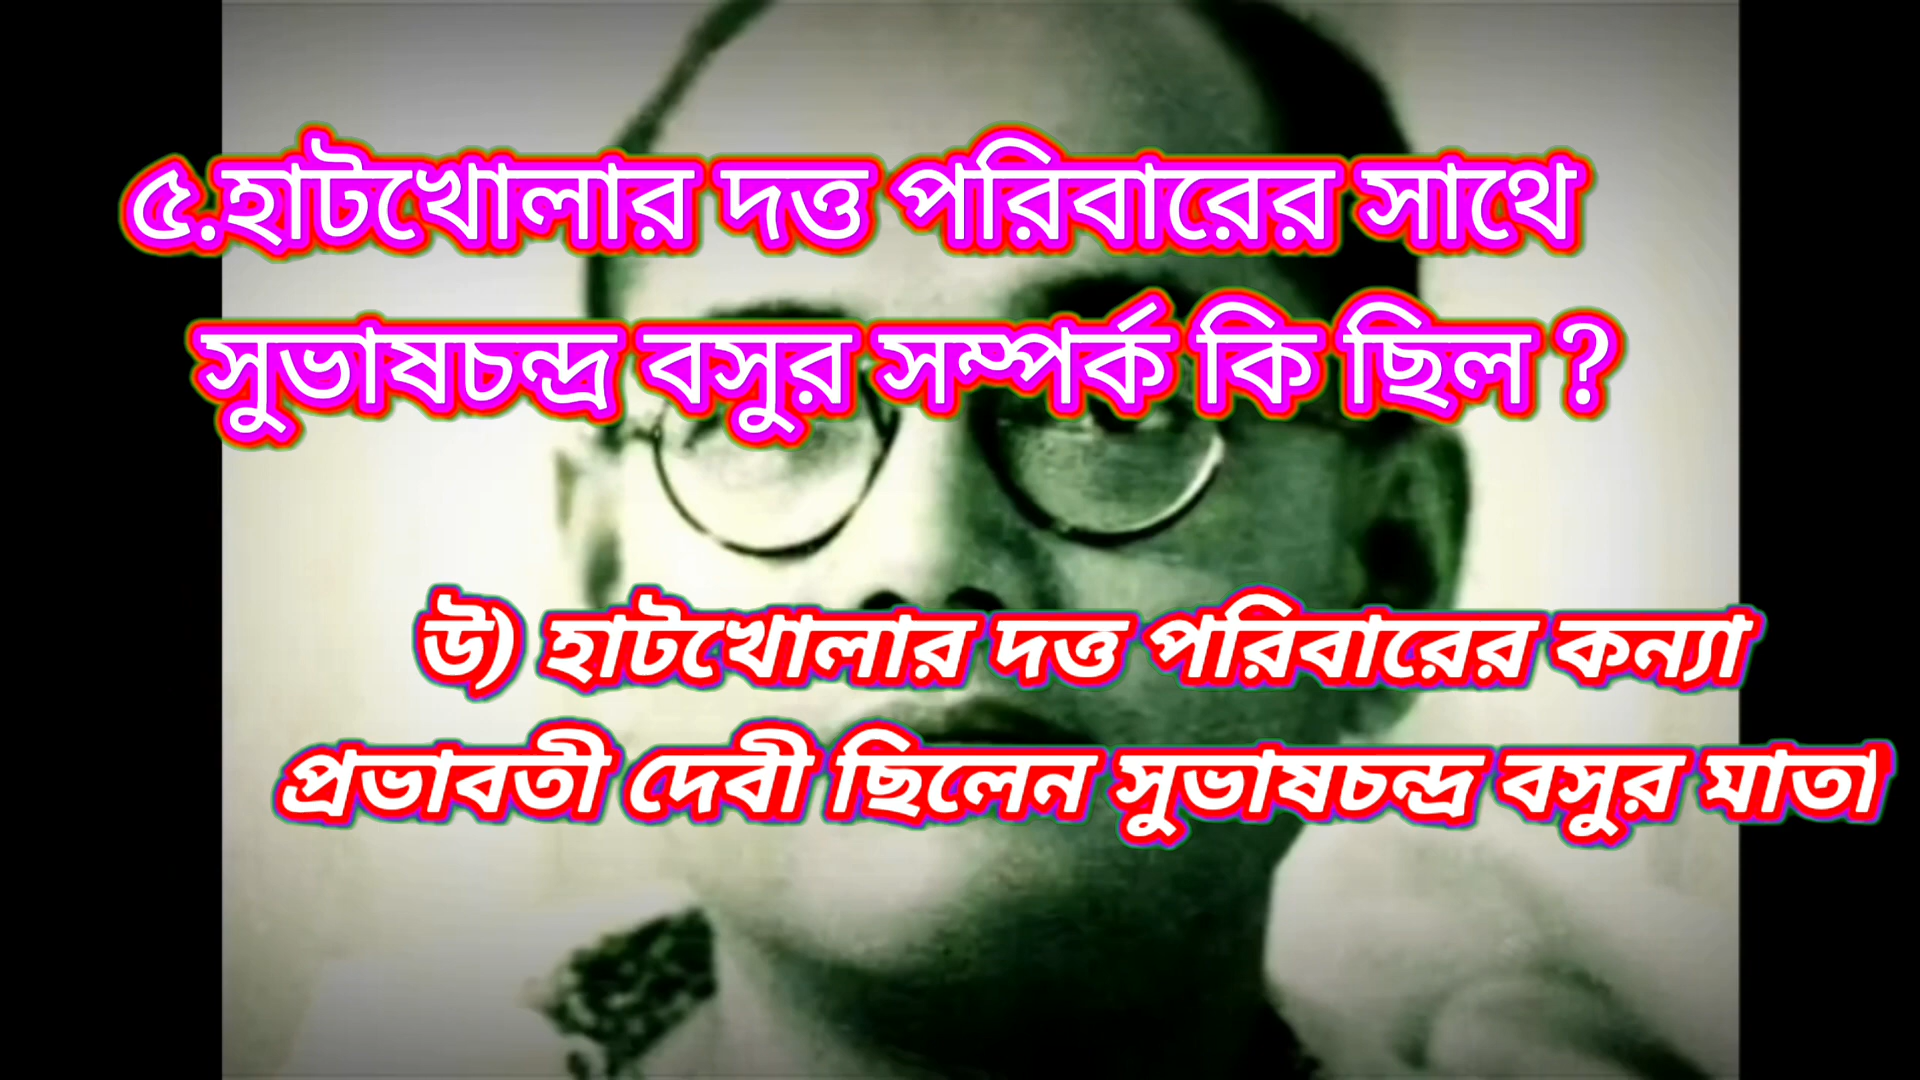 ৫.হাটখোলার দত্ত পরিবারের সাথে
সুভাষচন্দ্র বসুর সম্পর্ক কি ছিল ?
উ) হাটখোলার দত্ত পরিবারের কন্যা
প্রভাবতী দেবী ছিলেন সুভাষচন্দ্র বসুর মাতা